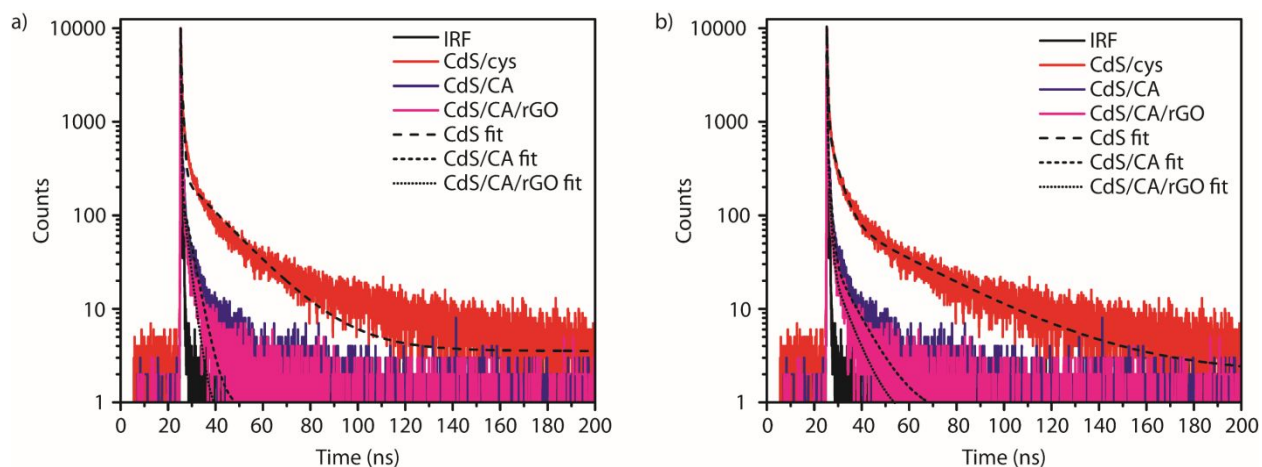 a)
10000
1000
100
10
1
Counts
0 20 40 60 80 100 120 140 160 180 200
Time (ns)
IRF
CdS/cys
CdS/CA
CdS/CA/rGO
CdS fit
CdS/CA fit
CdS/CA/rGO fit
b)
10000
1000
100
10
1
Counts
0 20 40 60 80 100 120 140 160 180 200
Time (ns)
IRF
CdS/cys
CdS/CA
CdS/CA/rGO
CdS fit
CdS/CA fit
CdS/CA/rGO fit